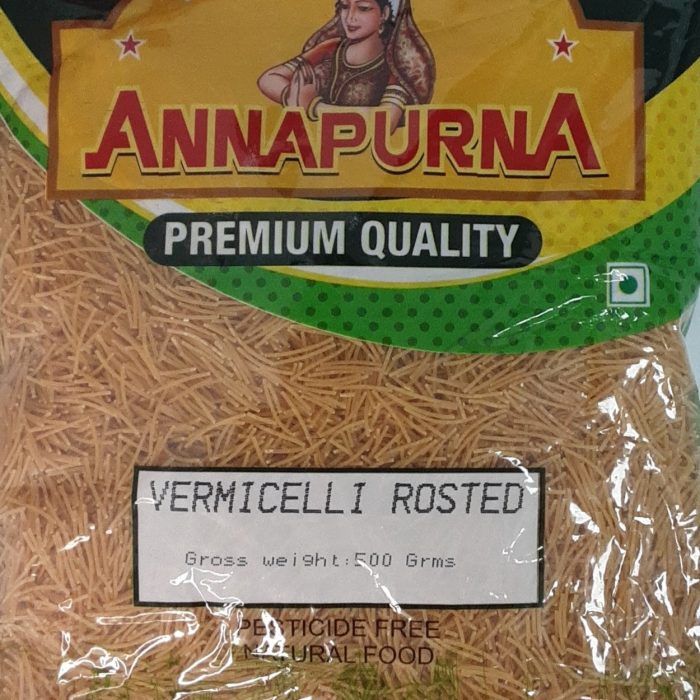 ANNAPURNA
PREMIUM QUALITY
VERMICELLI ROSTED
Gross weight:500 Grms
PESTICIDE FREE
NATURAL FOOD